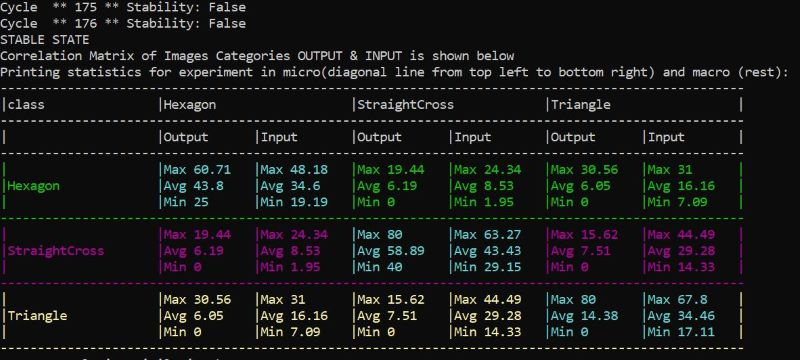 Cycle  ** 175 ** Stability: False
Cycle  ** 176 ** Stability: False
STABLE STATE
Correlation Matrix of Images Categories OUTPUT & INPUT is shown below
Printing statistics for experiment in micro(diagonal line from top left to bottom right) and macro (rest):
|class |Hexagon |StraightCross |Triangle |
| |Output |Input |Output |Input |Output |Input |
| |Max 60.71 |Max 48.18 |Max 19.44 |Max 24.34 |Max 30.56 |Max 31 |
|Hexagon |Avg 43.8 |Avg 34.6 |Avg 6.19 |Avg 8.53 |Avg 6.05 |Avg 16.16 |
| |Min 25 |Min 19.19 |Min 0 |Min 1.95 |Min 0 |Min 7.09 |
| |Max 19.44 |Max 24.34 |Max 80 |Max 63.27 |Max 15.62 |Max 44.49 |
|StraightCross |Avg 6.19 |Avg 8.53 |Avg 58.89 |Avg 43.43 |Avg 7.51 |Avg 29.28 |
| |Min 0 |Min 1.95 |Min 40 |Min 29.15 |Min 0 |Min 14.33 |
| |Max 30.56 |Max 31 |Max 15.62 |Max 44.49 |Max 80 |Max 67.8 |
|Triangle |Avg 6.05 |Avg 16.16 |Avg 7.51 |Avg 29.28 |Avg 14.38 |Avg 34.46 |
| |Min 0 |Min 7.09 |Min 0 |Min 14.33 |Min 0 |Min 17.11 |